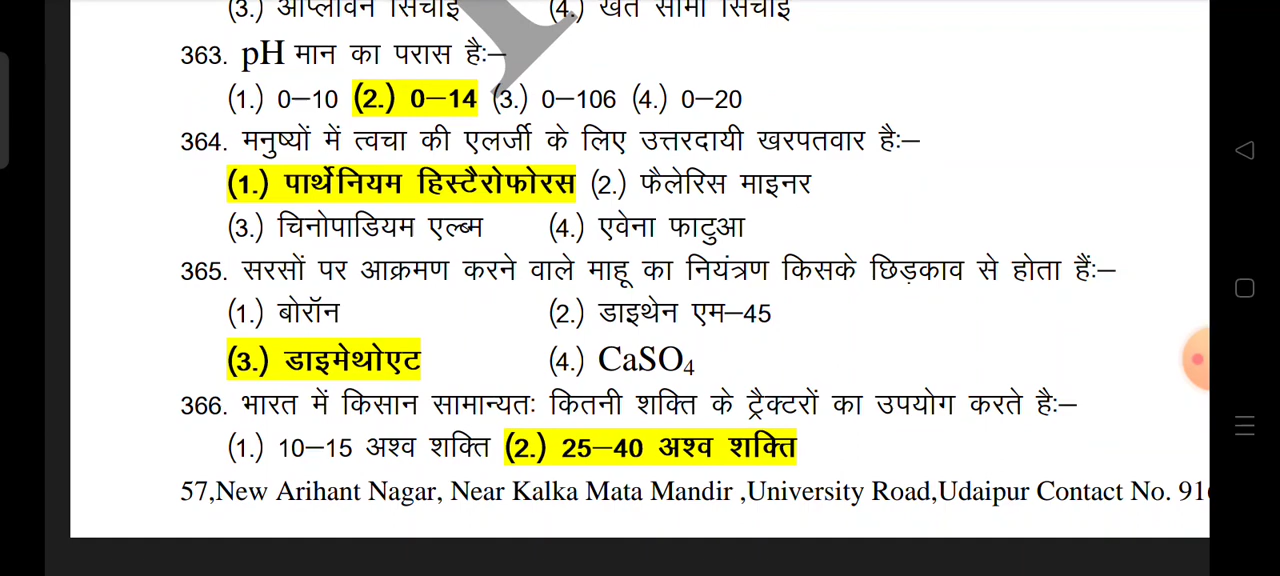 (3.) आप्लावन सिंचाई (4.) खेत सीमा सिंचाई
363. pH मान का परास हैः–
(1.) 0–10 (2.) 0–14 (3.) 0–106 (4.) 0–20
364. मनुष्यों में त्वचा की एलर्जी के लिए उत्तरदायी खरपतवार हैः–
(1.) पार्थेनियम हिस्टैरोफोरस (2.) फैलेरिस माइनर
(3.) चिनोपाडियम एल्ब्म (4.) एवेना फाटुआ
365. सरसों पर आक्रमण करने वाले माहू का नियंत्रण किसके छिड़काव से होता हैंः–
(1.) बोरॉन (2.) डाइथेन एम–45
(3.) डाइमेथोएट (4.) CaSO₄
366. भारत में किसान सामान्यतः कितनी शक्ति के ट्रैक्टरों का उपयोग करते हैः–
(1.) 10–15 अश्व शक्ति (2.) 25–40 अश्व शक्ति
57,New Arihant Nagar, Near Kalka Mata Mandir ,University Road,Udaipur Contact No. 91